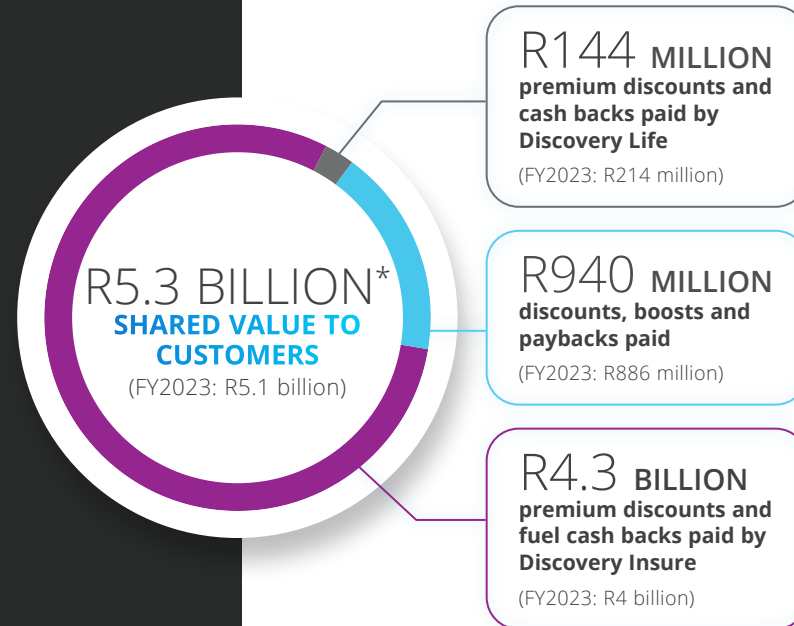 R5.3 BILLION*
SHARED VALUE TO
CUSTOMERS
(FY2023: R5.1 billion)
R144 MILLION
premium discounts and
cash backs paid by
Discovery Life
(FY2023: R214 million)
R940 MILLION
discounts, boosts and
paybacks paid
(FY2023: R886 million)
R4.3 BILLION
premium discounts and
fuel cash backs paid by
Discovery Insure
(FY2023: R4 billion)